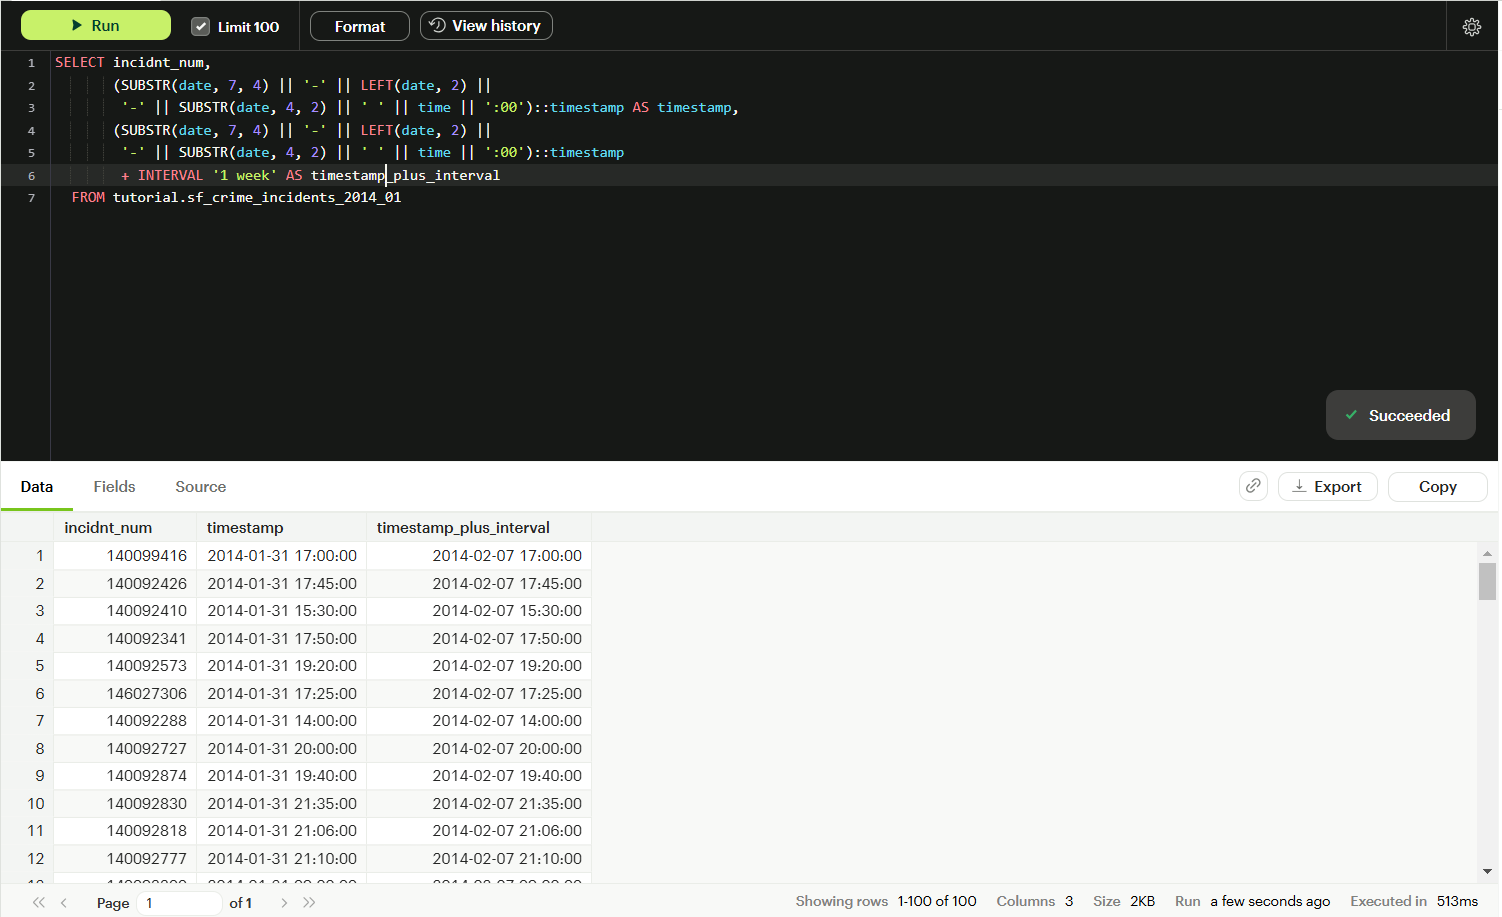 Run Limit 100 Format View history
1 SELECT incidnt_num,
2 (SUBSTR(date, 7, 4) || '-' || LEFT(date, 2) ||
3 '-' || SUBSTR(date, 4, 2) || ' ' || time || ':00')::timestamp AS timestamp,
4 (SUBSTR(date, 7, 4) || '-' || LEFT(date, 2) ||
5 '-' || SUBSTR(date, 4, 2) || ' ' || time || ':00')::timestamp
6 + INTERVAL '1 week' AS timestamp_plus_interval
7 FROM tutorial.sf_crime_incidents_2014_01
Succeeded
Data Fields Source Export Copy
incidnt_num timestamp timestamp_plus_interval
1 140099416 2014-01-31 17:00:00 2014-02-07 17:00:00
2 140092426 2014-01-31 17:45:00 2014-02-07 17:45:00
3 140092410 2014-01-31 15:30:00 2014-02-07 15:30:00
4 140092341 2014-01-31 17:50:00 2014-02-07 17:50:00
5 140092573 2014-01-31 19:20:00 2014-02-07 19:20:00
6 146027306 2014-01-31 17:25:00 2014-02-07 17:25:00
7 140092288 2014-01-31 14:00:00 2014-02-07 14:00:00
8 140092727 2014-01-31 20:00:00 2014-02-07 20:00:00
9 140092874 2014-01-31 19:40:00 2014-02-07 19:40:00
10 140092830 2014-01-31 21:35:00 2014-02-07 21:35:00
11 140092818 2014-01-31 21:06:00 2014-02-07 21:06:00
12 140092777 2014-01-31 21:10:00 2014-02-07 21:10:00
Page 1 of 1 Showing rows 1-100 of 100 Columns 3 Size 2KB Run a few seconds ago Executed in 513ms